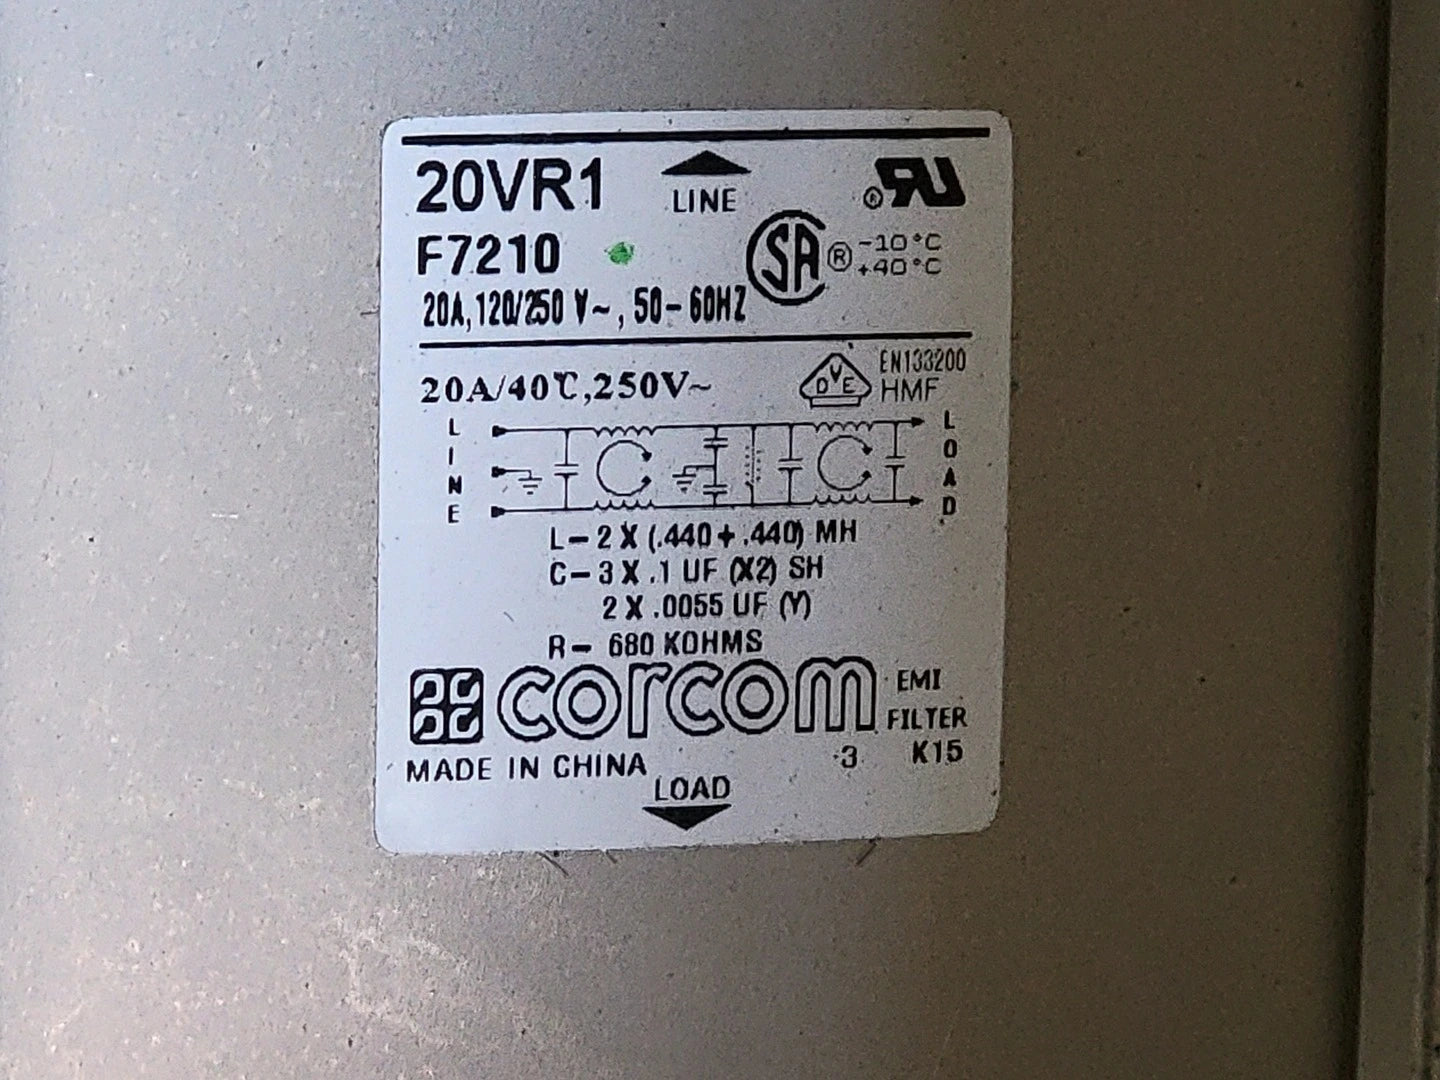 20VR1
LINE
F7210
-10°C
+40°C
20A, 120/250 V~, 50-60HZ
20A/40℃, 250V~
EN133200
HMF
LINE
LOAD
L-2 X (.440 + .440) MH
C-3 X .1 UF (X2) SH
2 X .0055 UF (Y)
R- 680 KOHMS
corcom
EMI
FILTER
MADE IN CHINA
3
K15
LOAD